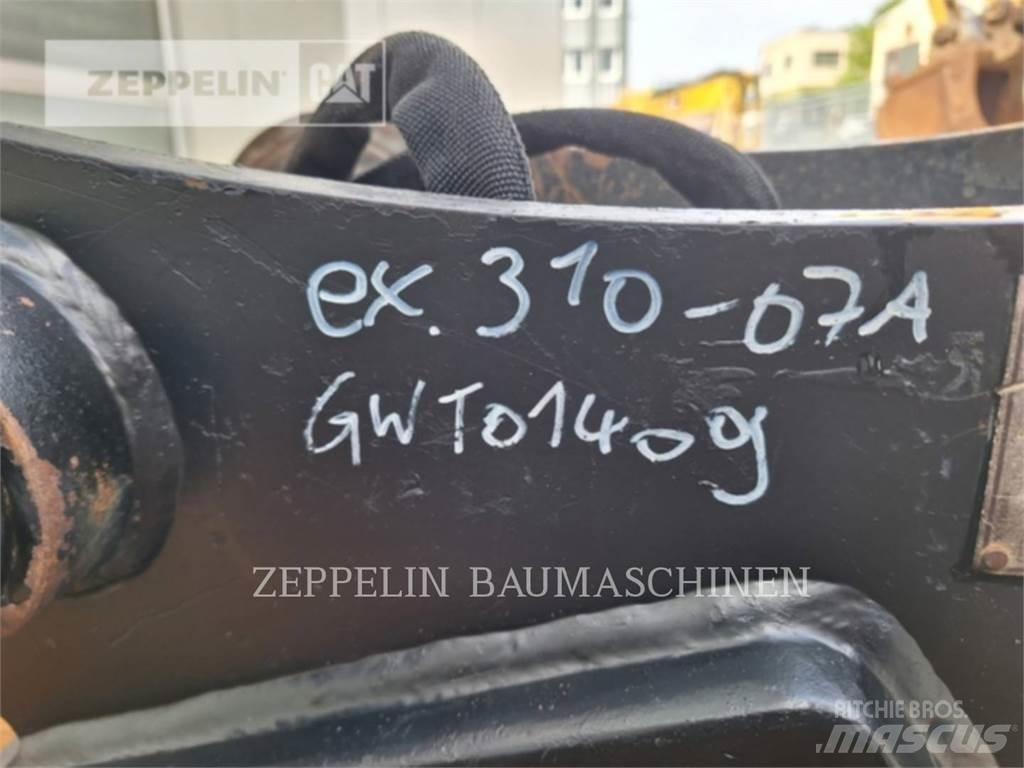 ZEPPELIN® CAT
ex. 310-07A
GWT01409
ZEPPELIN BAUMASCHINEN
RITCHIE BROS.
MASCUS